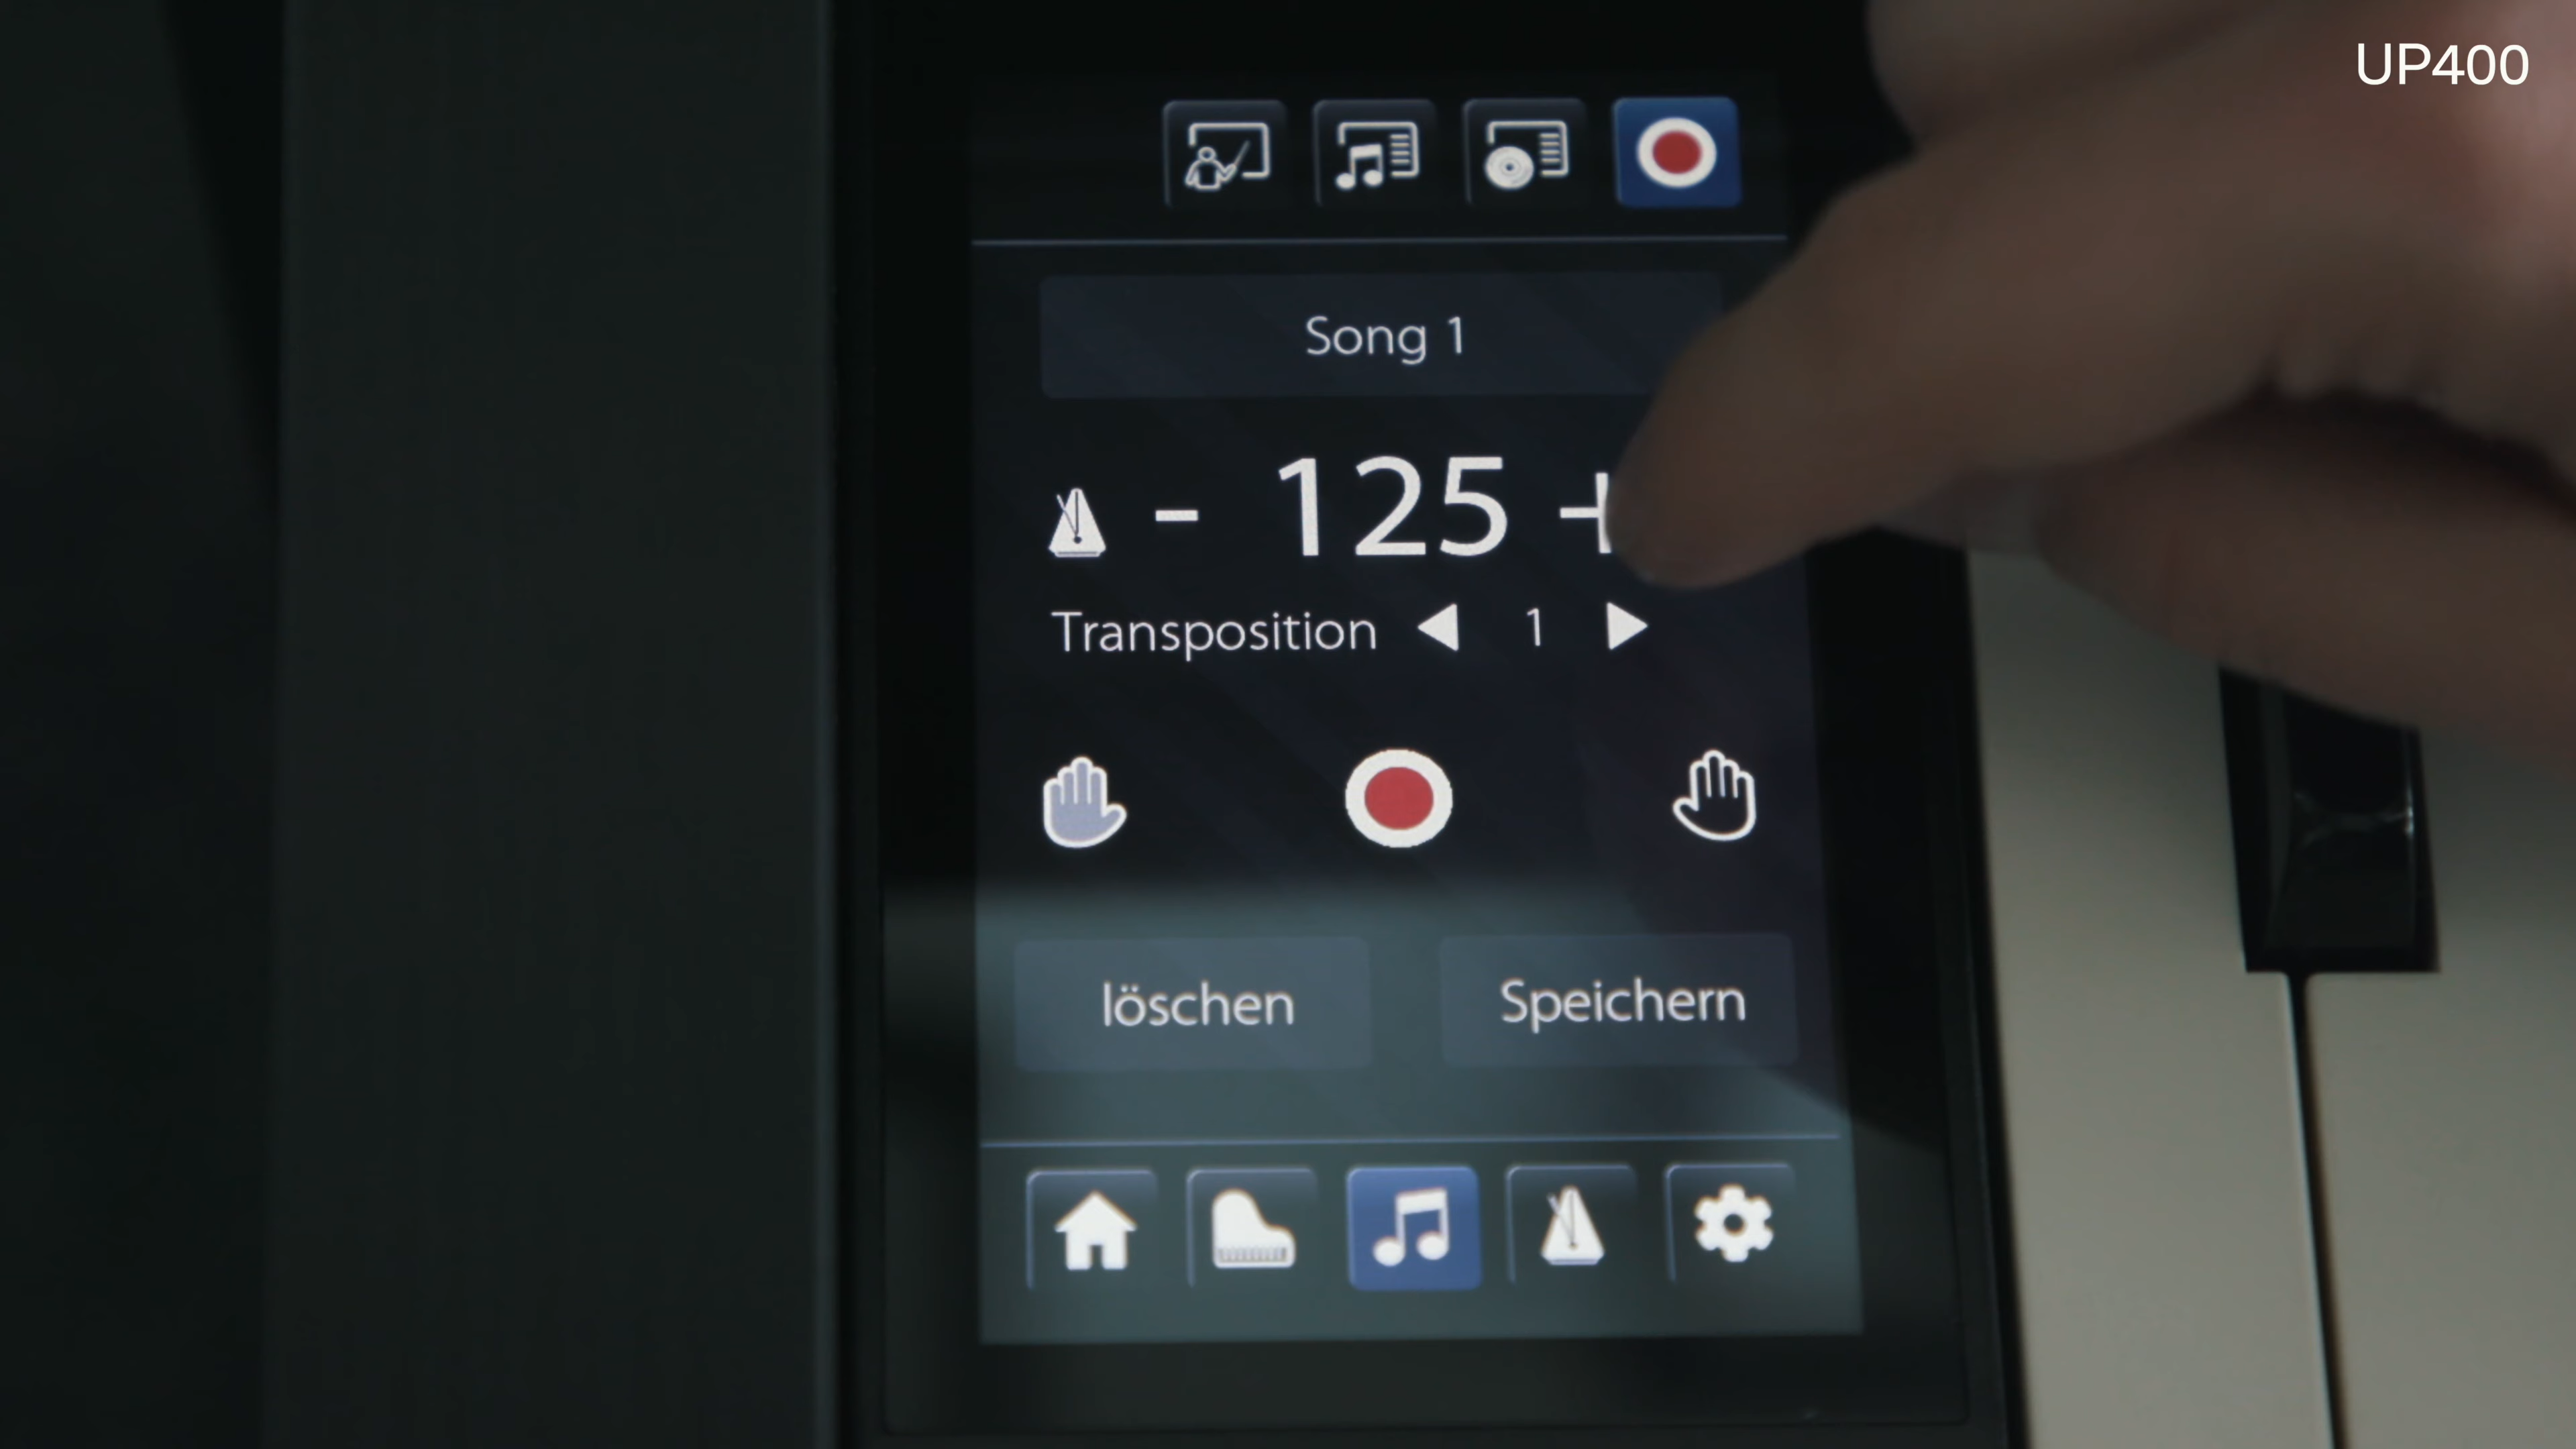 UP400
Song 1
- 125 +
Transposition 1
löschen Speichern